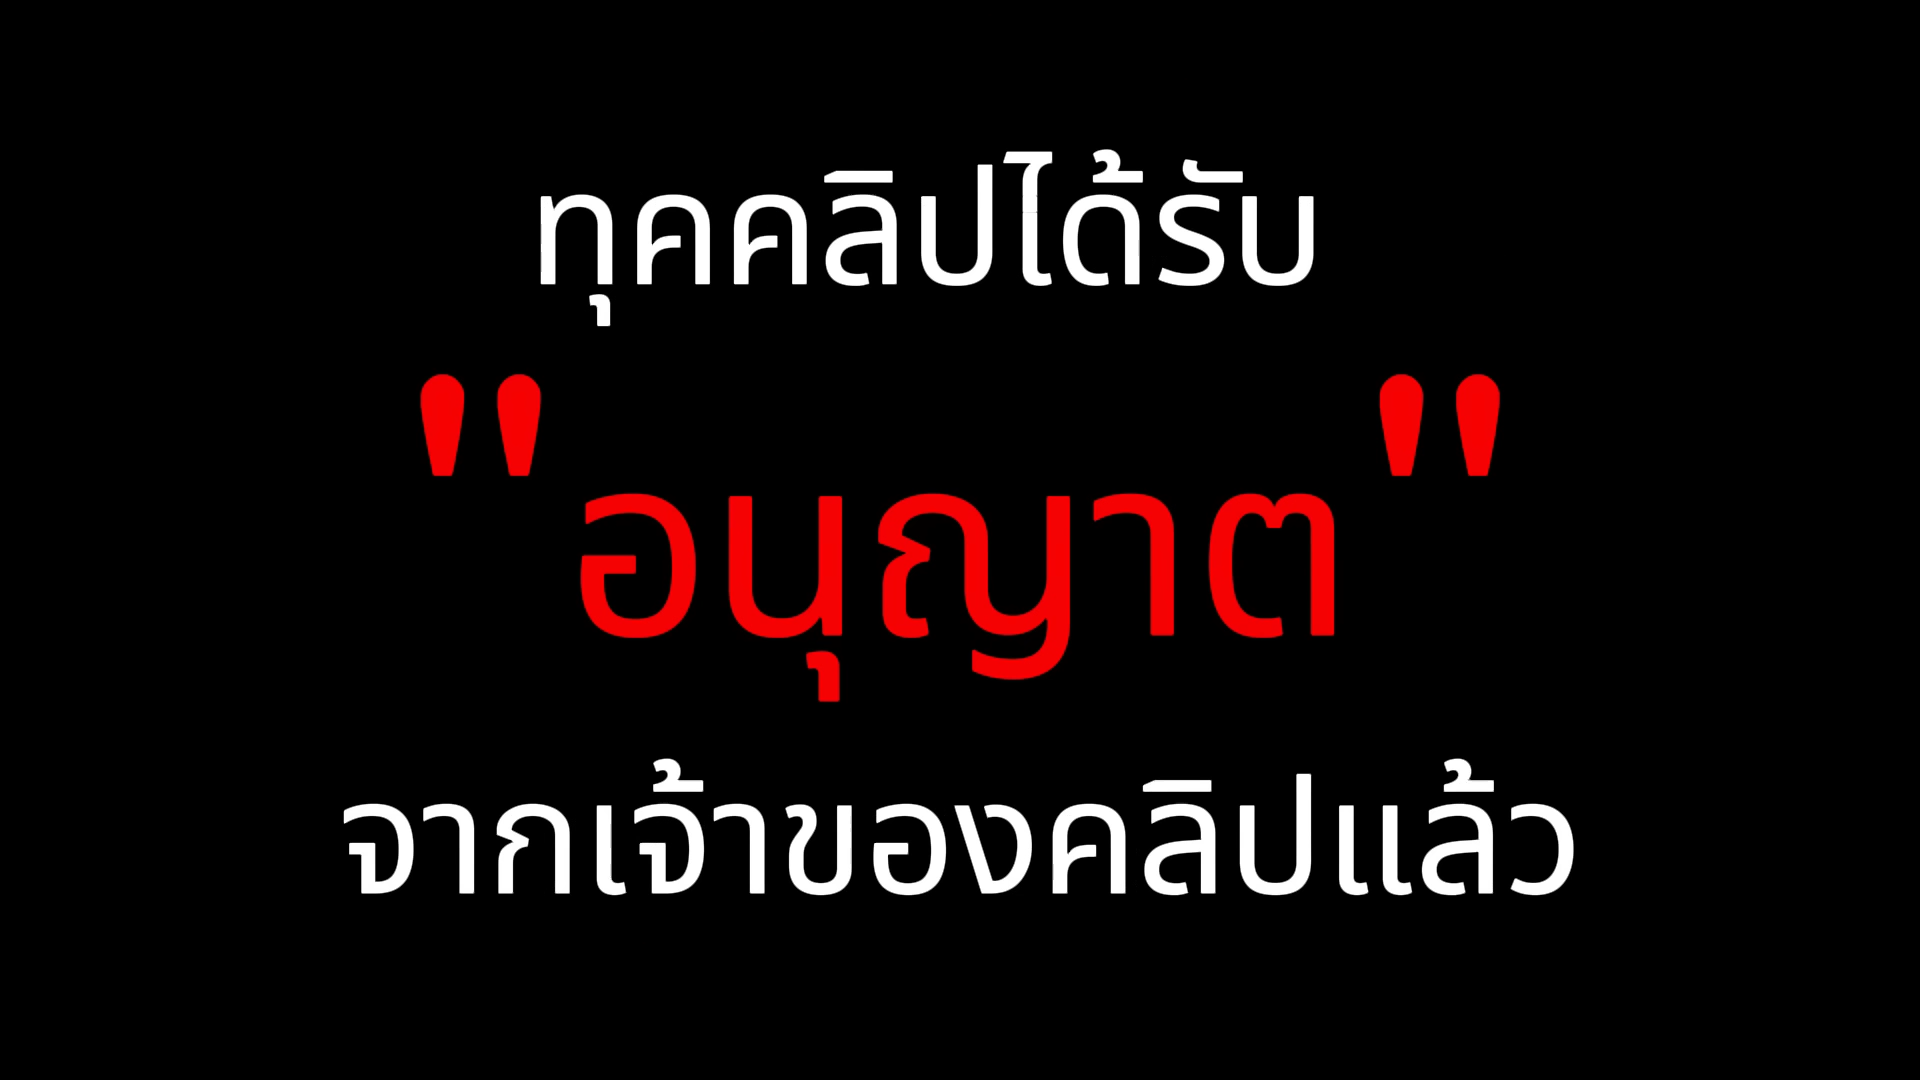 ทุกคลิปได้รับ
"อนุญาต"
จากเจ้าของคลิปแล้ว